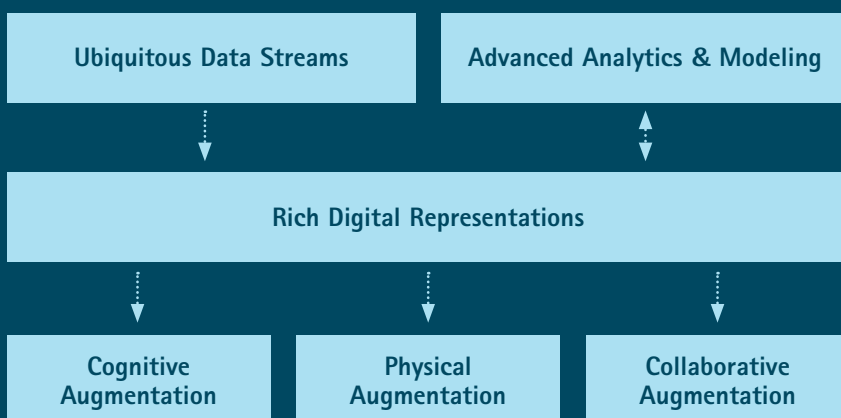 Ubiquitous Data Streams
Advanced Analytics & Modeling
Rich Digital Representations
Cognitive
Augmentation
Physical
Augmentation
Collaborative
Augmentation